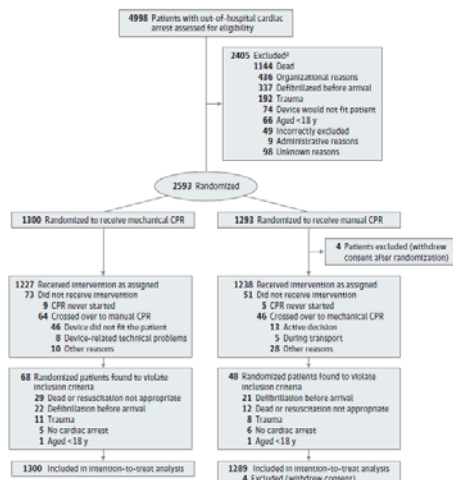 4998 Patients with out-of-hospital cardiac
arrest assessed for eligibility
2405 Excludedᵃ
1144 Dead
436 Organizational reasons
337 Defibrillated before arrival
192 Trauma
74 Device would not fit patient
66 Aged <18 y
49 Incorrectly excluded
9 Administrative reasons
98 Unknown reasons
2593 Randomized
1300 Randomized to receive mechanical CPR
1293 Randomized to receive manual CPR
4 Patients excluded (withdrew
consent after randomization)
1227 Received intervention as assigned
73 Did not receive intervention
9 CPR never started
64 Crossed over to manual CPR
46 Device did not fit the patient
8 Device-related technical problems
10 Other reasons
1238 Received intervention as assigned
51 Did not receive intervention
5 CPR never started
46 Crossed over to mechanical CPR
13 Active decision
5 During transport
28 Other reasons
68 Randomized patients found to violate
inclusion criteria
29 Dead or resuscitation not appropriate
22 Defibrillation before arrival
11 Trauma
5 No cardiac arrest
1 Aged <18 y
48 Randomized patients found to violate
inclusion criteria
21 Defibrillation before arrival
12 Dead or resuscitation not appropriate
8 Trauma
6 No cardiac arrest
1 Aged <18 y
1300 Included in intention-to-treat analysis
1289 Included in intention-to-treat analysis
4 Excluded (withdrew consent)